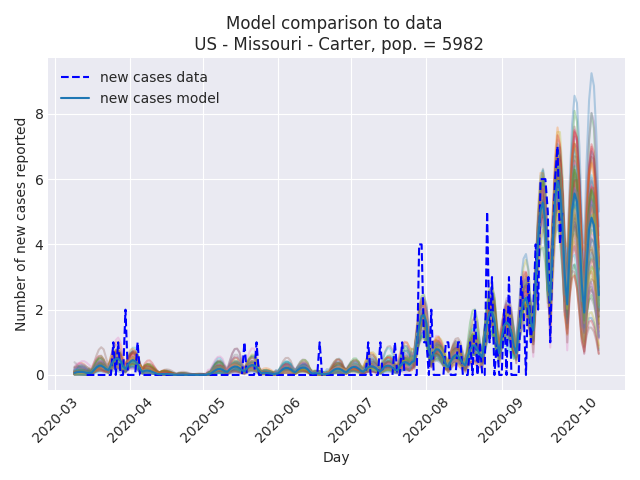 Model comparison to data
US - Missouri - Carter, pop. = 5982
new cases data
new cases model
Number of new cases reported
8
6
4
2
0
2020-03
2020-04
2020-05
2020-06
2020-07
2020-08
2020-09
2020-10
Day